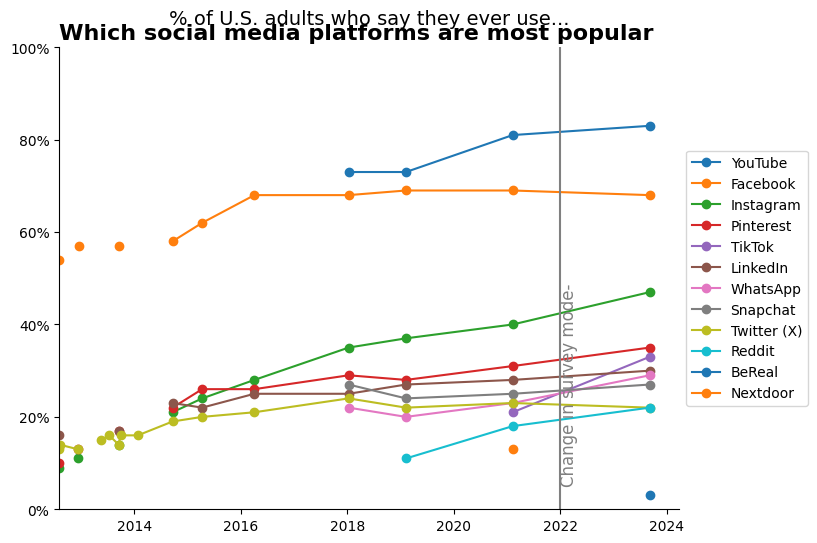 % of U.S. adults who say they ever use...
Which social media platforms are most popular
100%
80%
60%
40%
20%
0%
2014
2016
2018
2020
2022
2024
Change in survey mode-
YouTube
Facebook
Instagram
Pinterest
TikTok
LinkedIn
WhatsApp
Snapchat
Twitter (X)
Reddit
BeReal
Nextdoor